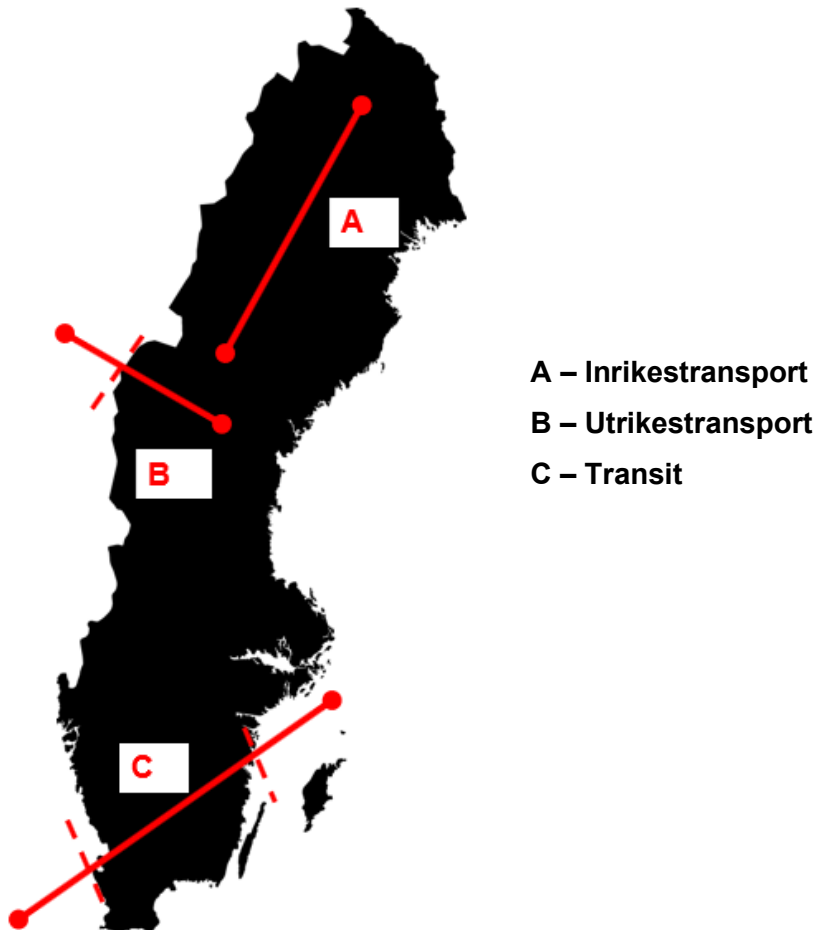 A
B
C
A – Inrikestransport
B – Utrikestransport
C – Transit